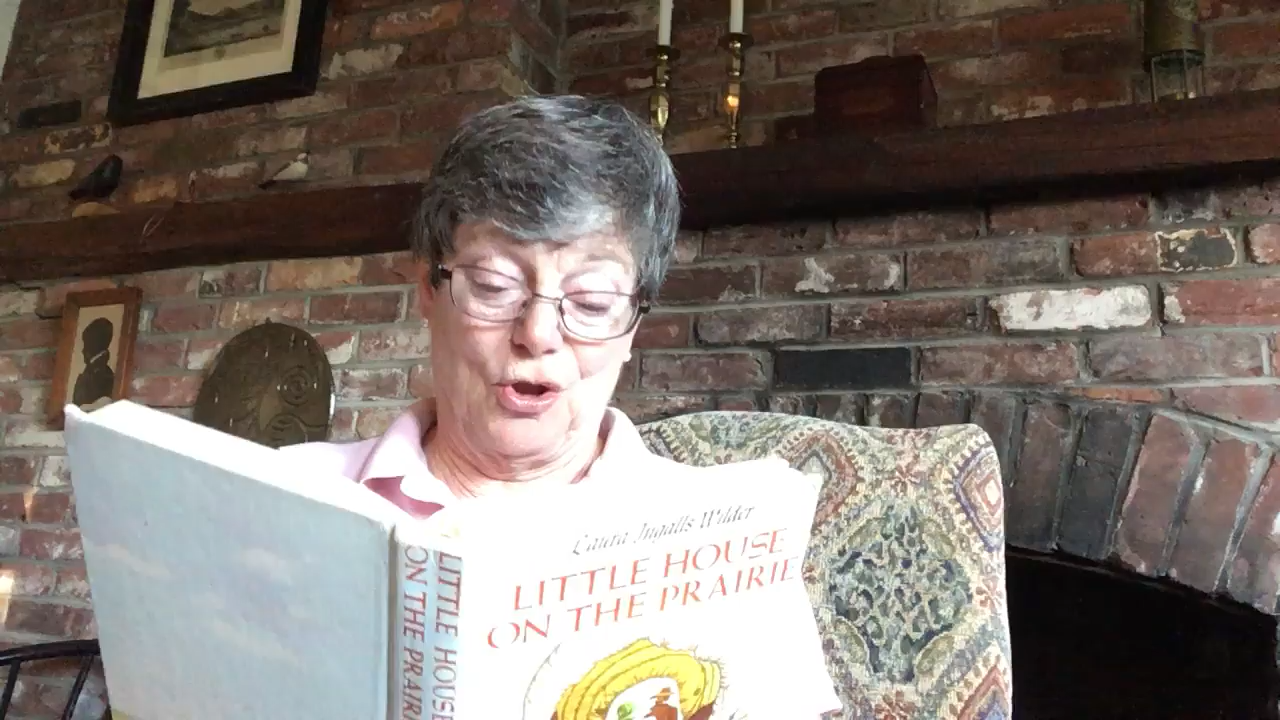 Laura Ingalls Wilder
LITTLE HOUSE
ON THE PRAIRIE
LITTLE HOUSE
ON THE PRAIRIE